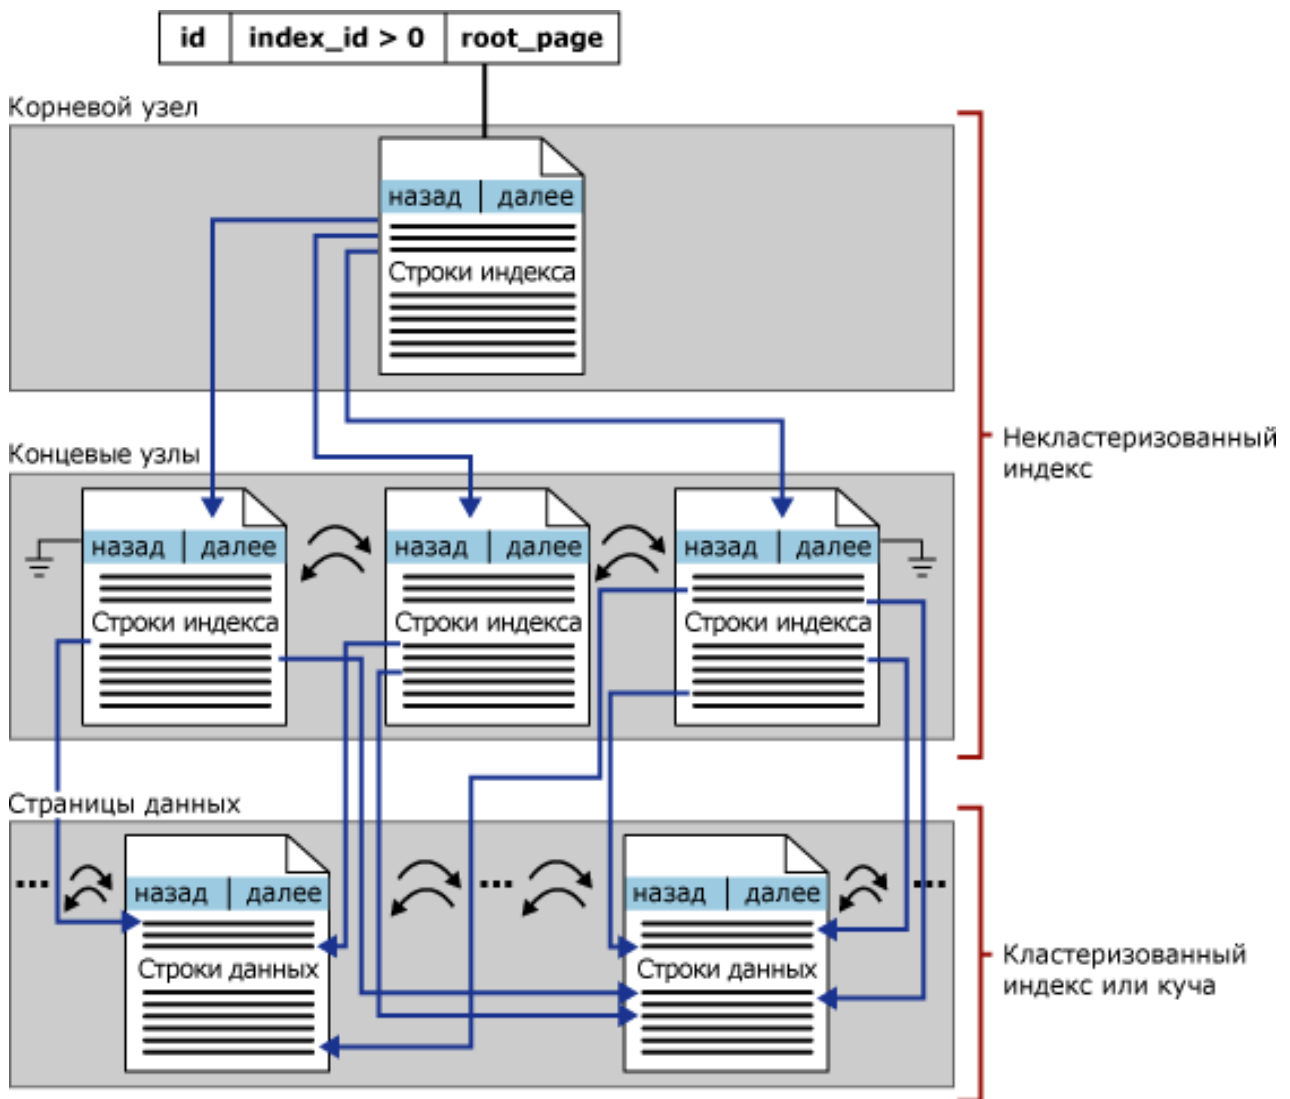 id index_id > 0 root_page
Корневой узел
назад далее
Строки индекса
Некластеризованный
индекс
Концевые узлы
назад далее назад далее назад далее
Строки индекса Строки индекса Строки индекса
Страницы данных
... ... ...
назад далее назад далее
Строки данных Строки данных
Кластеризованный
индекс или куча